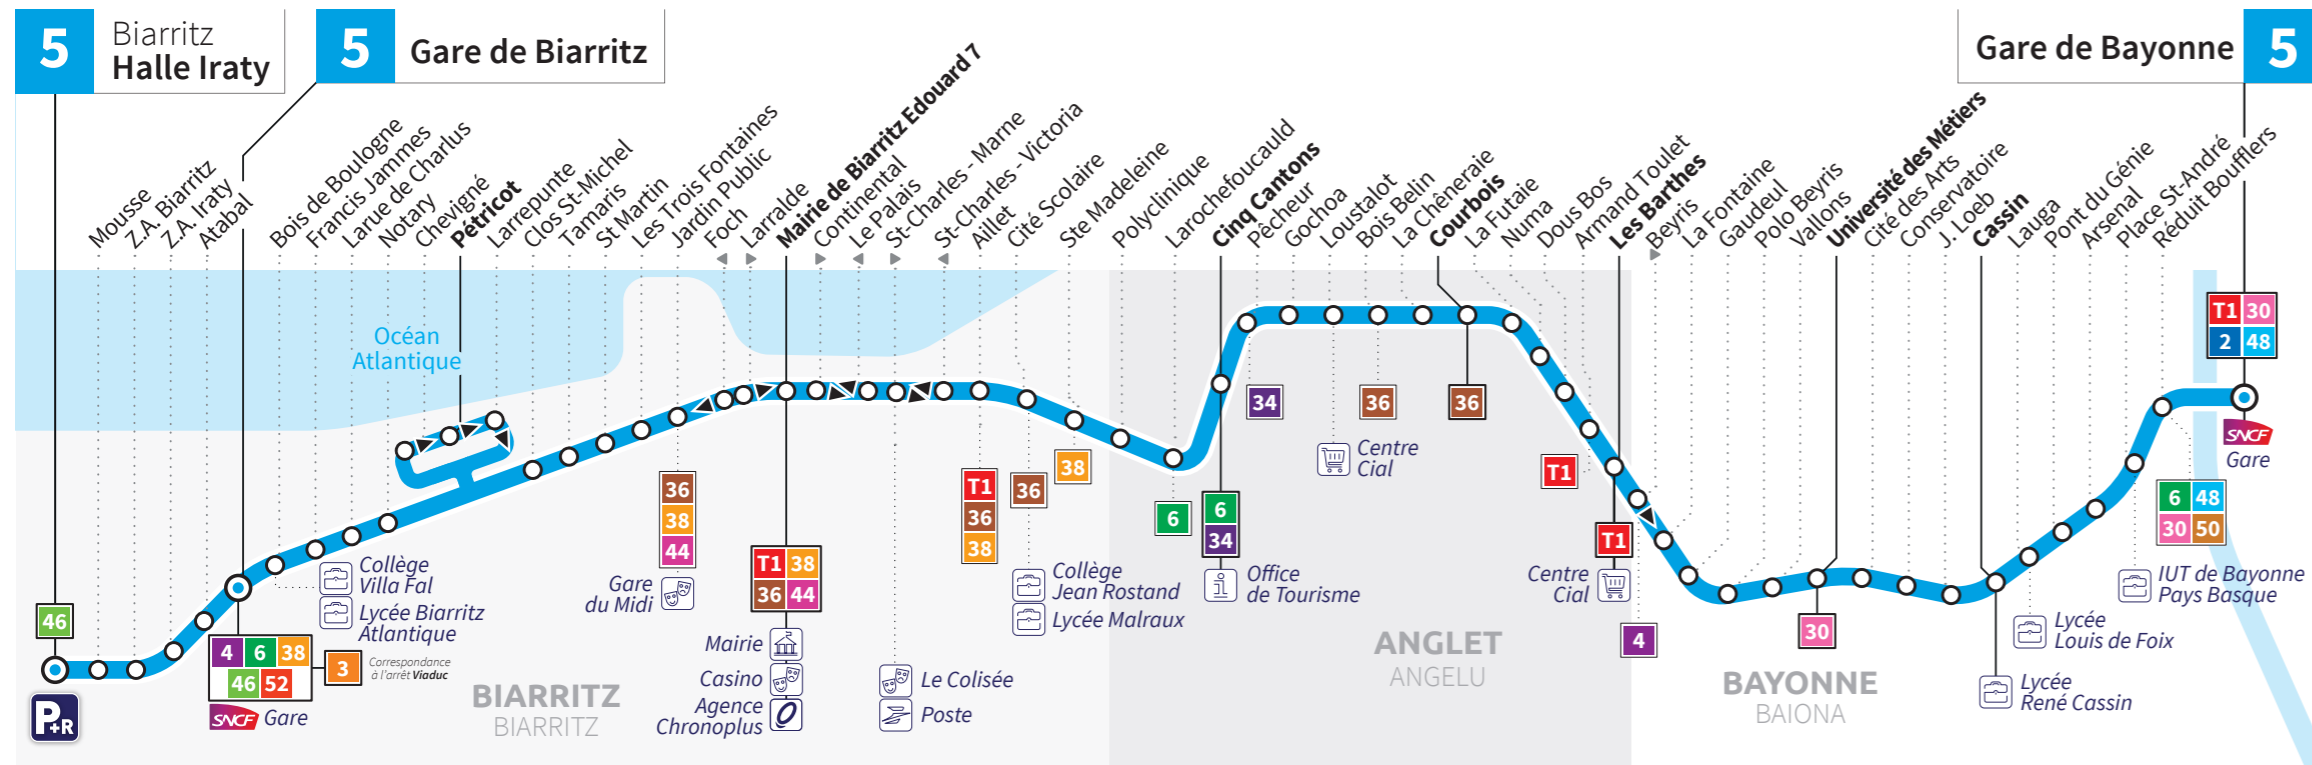 5
Biarritz
Halle Iraty
5
Gare de Biarritz
Gare de Bayonne
5
Mousse
Z.A. Biarritz
Z.A. Iraty
Atabal
Bois de Boulogne
Francis Jammes
Larue de Charlus
Notary
Chevigné
Pétricot
Larrepunte
Clos St-Michel
Tamaris
St Martin
Les Trois Fontaines
Jardin Public
Foch
Larralde
Mairie de Biarritz Edouard 7
Continental
Le Palais
St-Charles - Marne
St-Charles - Victoria
Aillet
Cité Scolaire
Ste Madeleine
Polyclinique
Larochefoucauld
Cinq Cantons
Pêcheur
Gochoa
Loustalot
Bois Belin
La Chêneraie
Courbois
La Futaie
Numa
Dous Bos
Armand Toulet
Les Barthes
Beyris
La Fontaine
Gaudeul
Polo Beyris
Vallons
Université des Métiers
Cité des Arts
Conservatoire
J. Loeb
Cassin
Lauga
Pont du Génie
Arsenal
Place St-André
Réduit Boufflers
Océan
Atlantique
46
P+R
4 6 38
46 52
3
Correspondance
à l'arrêt Viaduc
SNCF Gare
Collège
Villa Fal
Lycée Biarritz
Atlantique
BIARRITZ
BIARRITZ
36
38
44
Gare
du Midi
T1 38
36 44
Mairie
Casino
Agence
Chronoplus
Le Colisée
Poste
T1
36
38
36
38
Collège
Jean Rostand
Lycée Malraux
6
6
34
Office
de Tourisme
34
36
36
Centre
Cial
ANGLET
ANGELU
T1
T1
Centre
Cial
4
30
BAYONNE
BAIONA
Lycée
René Cassin
Lycée
Louis de Foix
IUT de Bayonne
Pays Basque
6 48
30 50
T1 30
2 48
SNCF
Gare